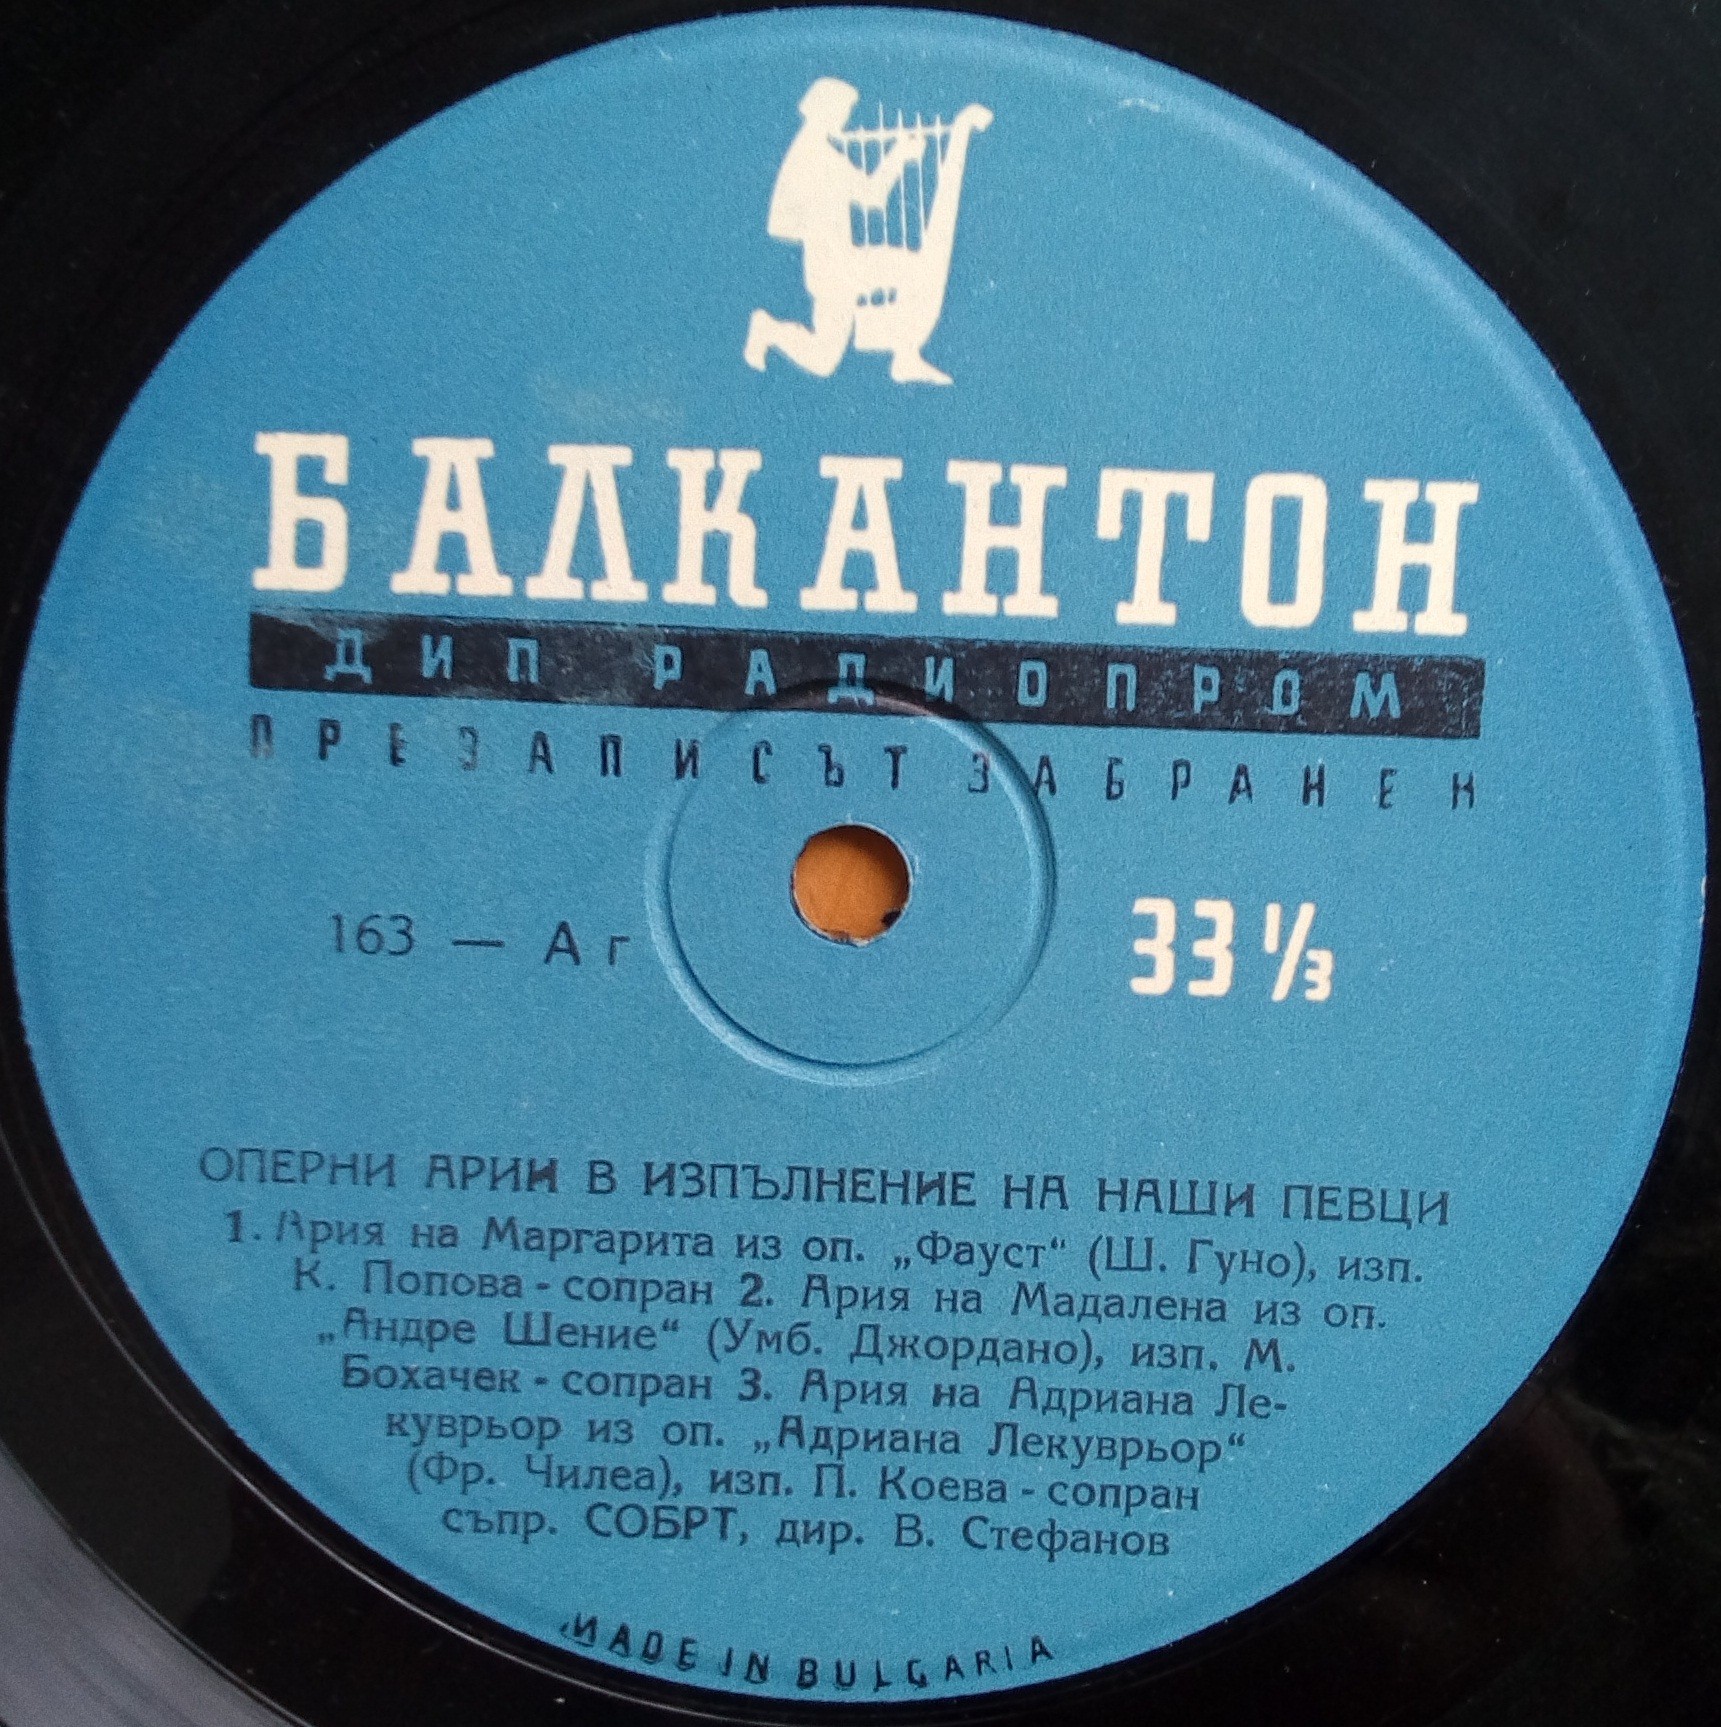 БАЛКАНТОН
ДИП РАДИОПРОМ
ПРЕЗАПИСЪТ ЗАБРАНЕН
163 — Аг 33 1/3
ОПЕРНИ АРИИ В ИЗПЪЛНЕНИЕ НА НАШИ ПЕВЦИ
1. Ария на Маргарита из оп. „Фауст“ (Ш. Гуно), изп.
К. Попова - сопран 2. Ария на Мадалена из оп.
„Андре Шение“ (Умб. Джордано), изп. М.
Бохачек - сопран 3. Ария на Адриана Ле-
куврьор из оп. „Адриана Лекуврьор“
(Фр. Чилеа), изп. П. Коева - сопран
съпр. СОБРТ, дир. В. Стефанов
MADE IN BULGARIA